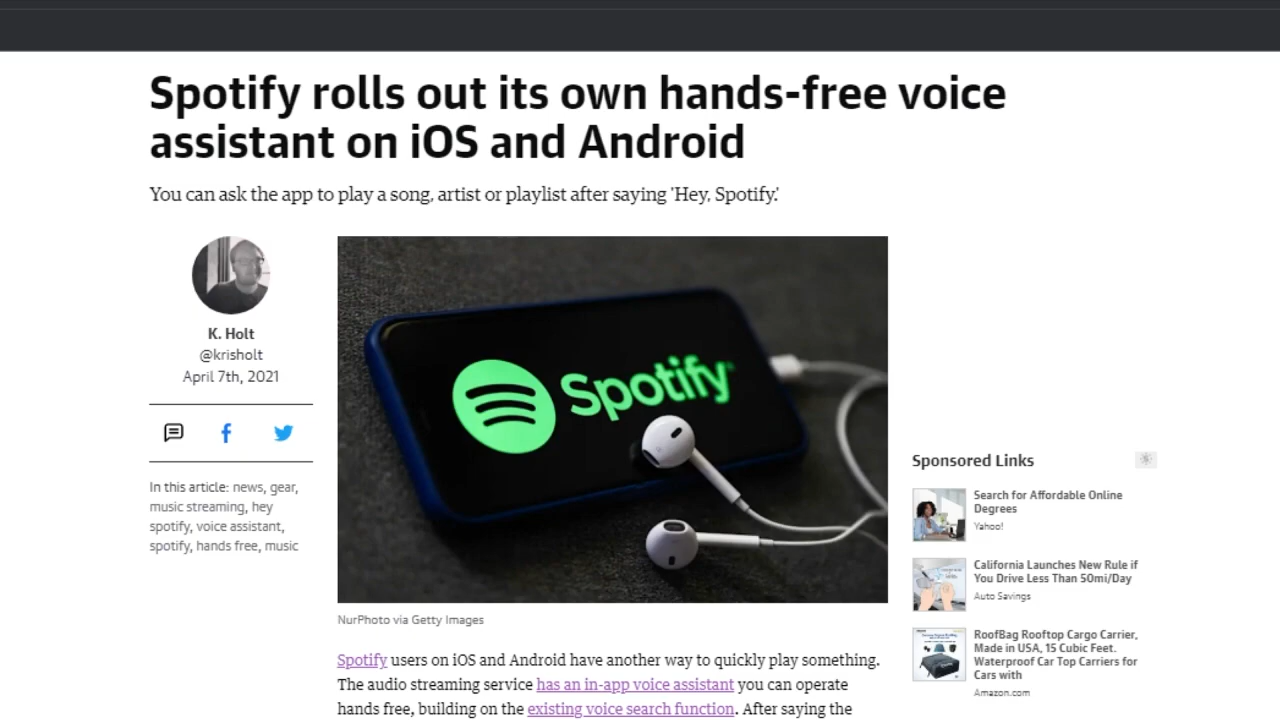 Spotify rolls out its own hands-free voice
assistant on iOS and Android
You can ask the app to play a song, artist or playlist after saying 'Hey, Spotify.'
K. Holt
@krisholt
April 7th, 2021
In this article: news, gear,
music streaming, hey
spotify, voice assistant,
spotify, hands free, music
Spotify
NurPhoto via Getty Images
Spotify users on iOS and Android have another way to quickly play something.
The audio streaming service has an in-app voice assistant you can operate
hands free, building on the existing voice search function. After saying the
Sponsored Links
Search for Affordable Online
Degrees
Yahoo!
California Launches New Rule if
You Drive Less Than 50mi/Day
Auto Savings
RoofBag Rooftop Cargo Carrier,
Made in USA, 15 Cubic Feet.
Waterproof Car Top Carriers for
Cars with
Amazon.com